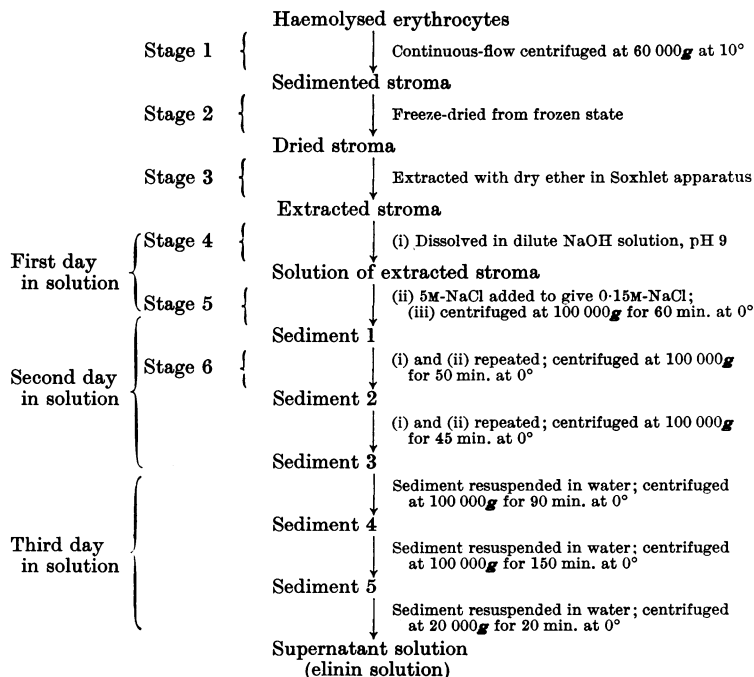 Haemolysed erythrocytes
Stage 1 { Continuous-flow centrifuged at 60 000g at 10°
Sedimented stroma
Stage 2 { Freeze-dried from frozen state
Dried stroma
Stage 3 { Extracted with dry ether in Soxhlet apparatus
Extracted stroma
Stage 4 { (i) Dissolved in dilute NaOH solution, pH 9
First day
in solution
Solution of extracted stroma
Stage 5 { (ii) 5M-NaCl added to give 0·15M-NaCl;
(iii) centrifuged at 100 000g for 60 min. at 0°
Sediment 1
Stage 6 { (i) and (ii) repeated; centrifuged at 100 000g
for 50 min. at 0°
Second day
in solution
Sediment 2
(i) and (ii) repeated; centrifuged at 100 000g
for 45 min. at 0°
Sediment 3
Sediment resuspended in water; centrifuged
at 100 000g for 90 min. at 0°
Sediment 4
Third day
in solution
Sediment resuspended in water; centrifuged
at 100 000g for 150 min. at 0°
Sediment 5
Sediment resuspended in water; centrifuged
at 20 000g for 20 min. at 0°
Supernatant solution
(elinin solution)